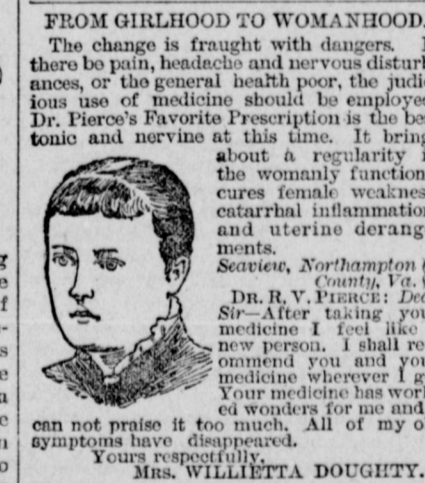 FROM GIRLHOOD TO WOMANHOOD.
The change is fraught with dangers. I
there be pain, headache and nervous disturb
ances, or the general health poor, the judic
ious use of medicine should be employe
Dr. Pierce's Favorite Prescription is the be
tonic and nervine at this time. It bring
about a regularity i
the womanly function
cures female weaknes
catarrhal inflammatio
and uterine derang
ments.
Seaview, Northampton
County, Va.
DR. R. V. PIERCE: Dea
Sir—After taking you
medicine I feel like
new person. I shall re
ommend you and you
medicine wherever I g
Your medicine has work
ed wonders for me and
can not praise it too much. All of my o
symptoms have disappeared.
Yours respectfully,
MRS. WILLIETTA DOUGHTY.